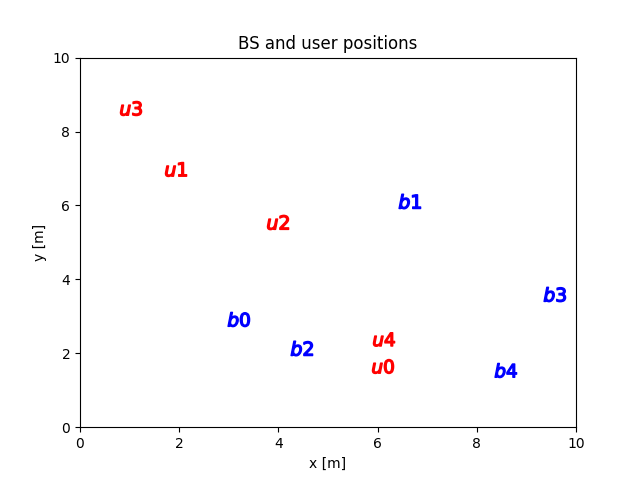 BS and user positions
10
u3
8
u1
6
u2
b1
y [m]
4
b3
b0
u4
2
b2
u0
b4
0
0 2 4 6 8 10
x [m]